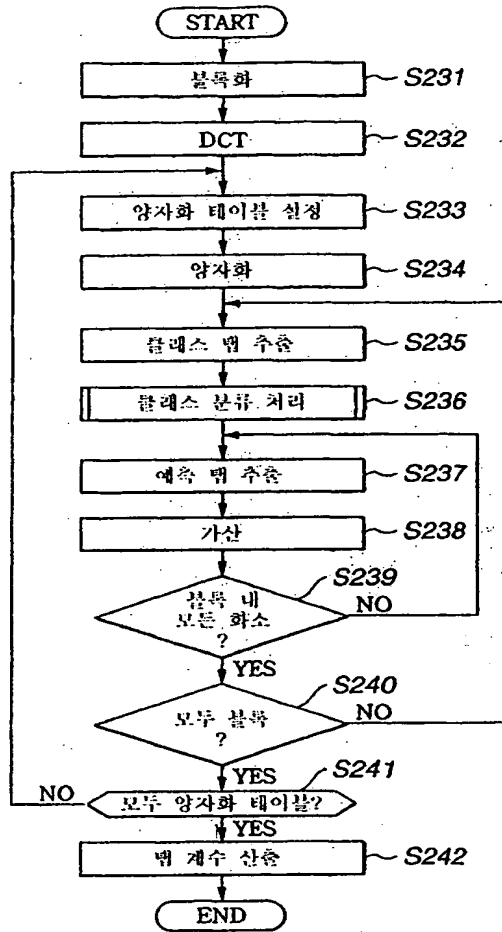 START
블록화
S231
DCT
S232
양자화 테이블 설정
S233
양자화
S234
클래스 탭 추출
S235
클래스 분류 처리
S236
예측 탭 추출
S237
가산
S238
S239
블록 내
모든 화소
?
NO
YES
S240
모두 블록
?
NO
YES
S241
모두 양자화 테이블?
NO
YES
탭 계수 산출
S242
END